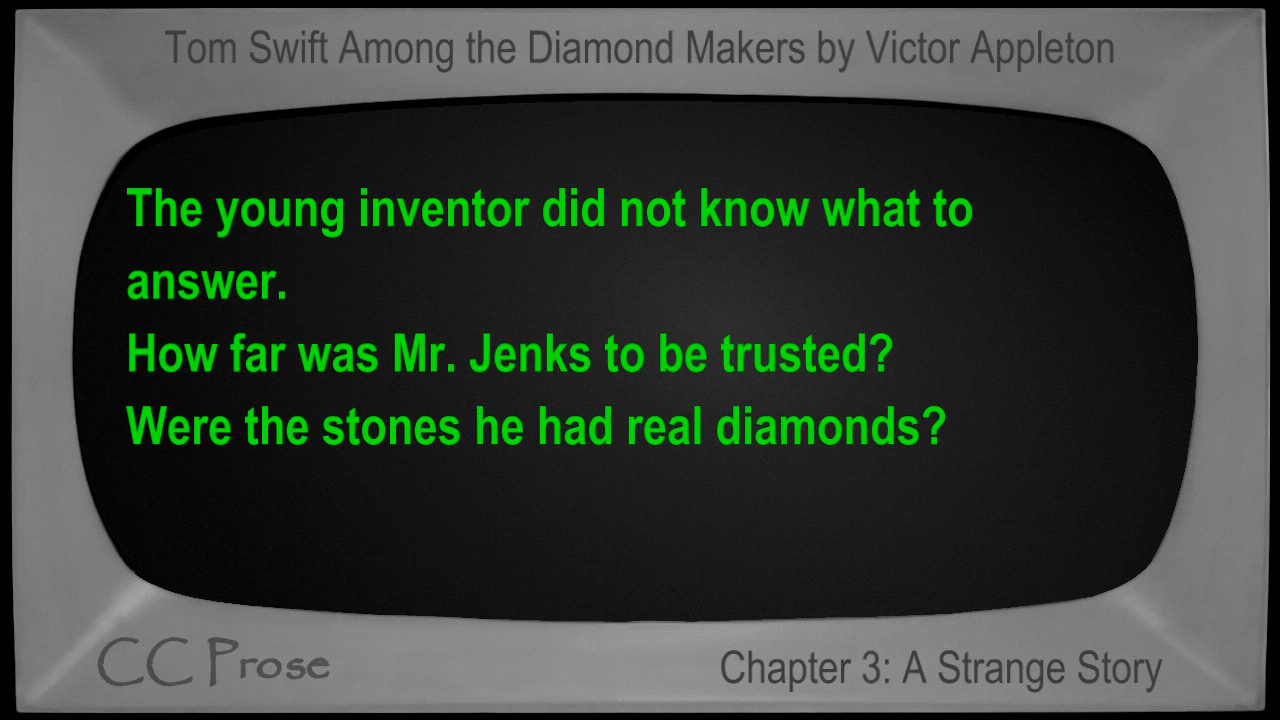 Tom Swift Among the Diamond Makers by Victor Appleton
The young inventor did not know what to
answer.
How far was Mr. Jenks to be trusted?
Were the stones he had real diamonds?
CC Prose
Chapter 3: A Strange Story